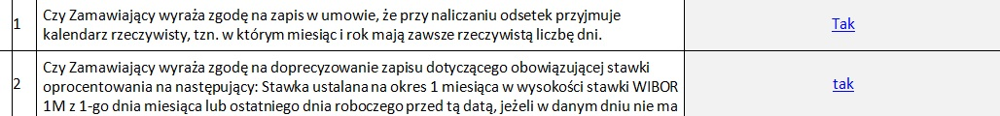 1 Czy Zamawiający wyraża zgodę na zapis w umowie, że przy naliczaniu odsetek przyjmuje Tak
kalendarz rzeczywisty, tzn. w którym miesiąc i rok mają zawsze rzeczywistą liczbę dni.
Czy Zamawiający wyraża zgodę na doprecyzowanie zapisu dotyczącego obowiązującej stawki
2 oprocentowania na następujący: Stawka ustalana na okres 1 miesiąca w wysokości stawki WIBOR tak
1M z 1-go dnia miesiąca lub ostatniego dnia roboczego przed tą datą, jeżeli w danym dniu nie ma